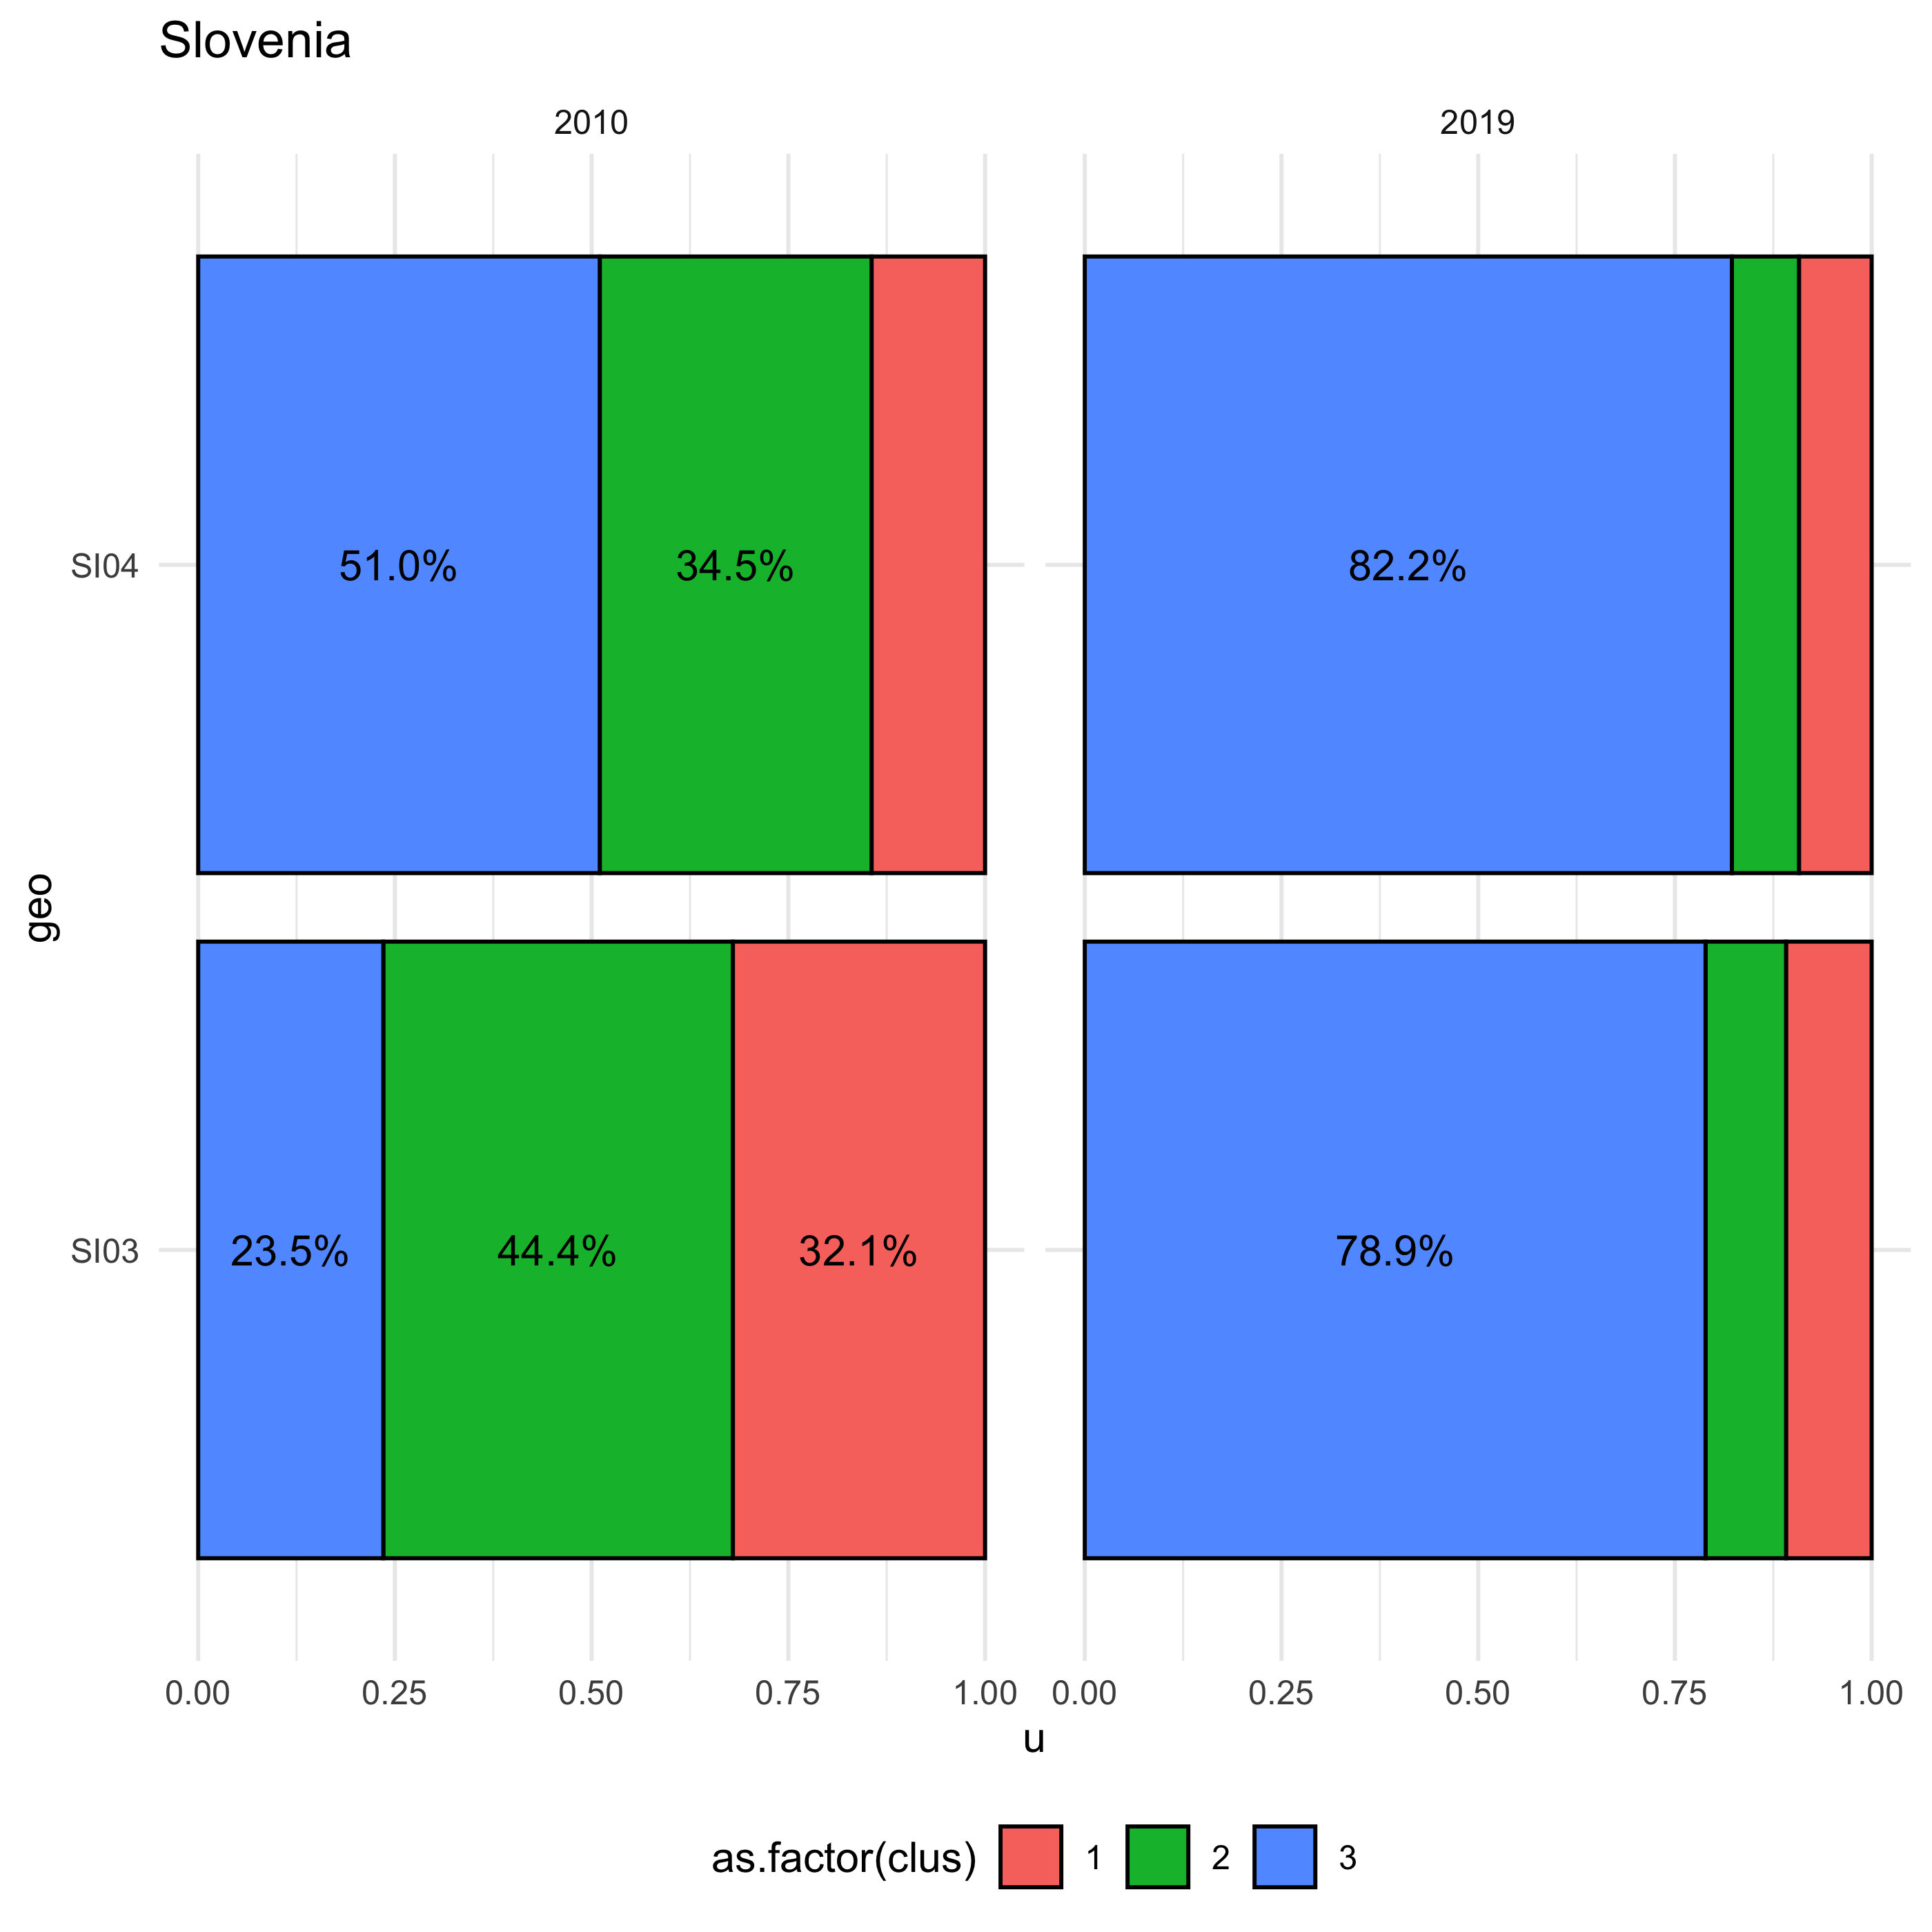 Slovenia
2010 2019
SI04 51.0% 34.5% 82.2%
geo
SI03 23.5% 44.4% 32.1% 78.9%
0.00 0.25 0.50 0.75 1.00 0.00 0.25 0.50 0.75 1.00
u
as.factor(clus) 1 2 3